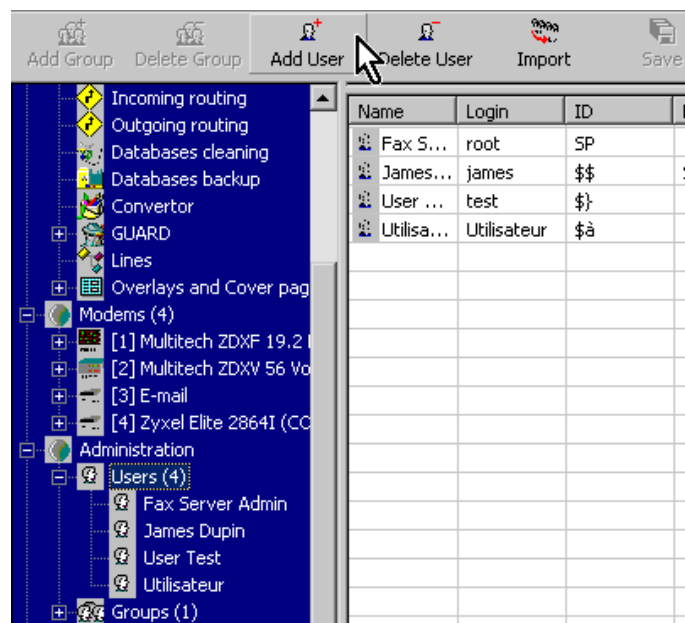 Add Group Delete Group Add User Delete User Import Save
Incoming routing
Outgoing routing
Databases cleaning
Databases backup
Convertor
GUARD
Lines
Overlays and Cover pag
Modems (4)
[1] Multitech ZDXF 19.2
[2] Multitech ZDXV 56 Vo
[3] E-mail
[4] Zyxel Elite 2864I (CO
Administration
Users (4)
Fax Server Admin
James Dupin
User Test
Utilisateur
Groups (1)
Name Login ID
Fax S... root SP
James... james $$
User ... test $}
Utilisa... Utilisateur $à